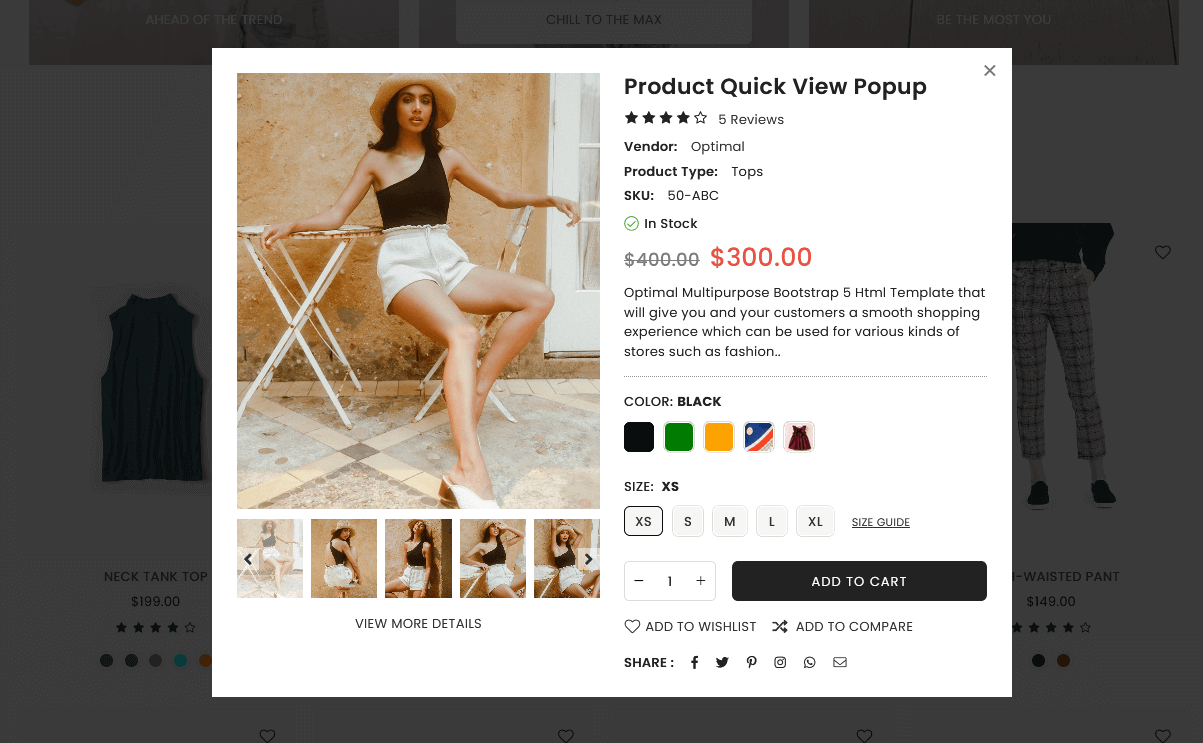 AHEAD OF THE TREND
CHILL TO THE MAX
BE THE MOST YOU
Product Quick View Popup
5 Reviews
Vendor: Optimal
Product Type: Tops
SKU: 50-ABC
In Stock
$400.00 $300.00
Optimal Multipurpose Bootstrap 5 Html Template that
will give you and your customers a smooth shopping
experience which can be used for various kinds of
stores such as fashion..
COLOR: BLACK
SIZE: XS
XS S M L XL SIZE GUIDE
1 ADD TO CART
ADD TO WISHLIST ADD TO COMPARE
SHARE :
VIEW MORE DETAILS
NECK TANK TOP
$199.00
-WAISTED PANT
$149.00